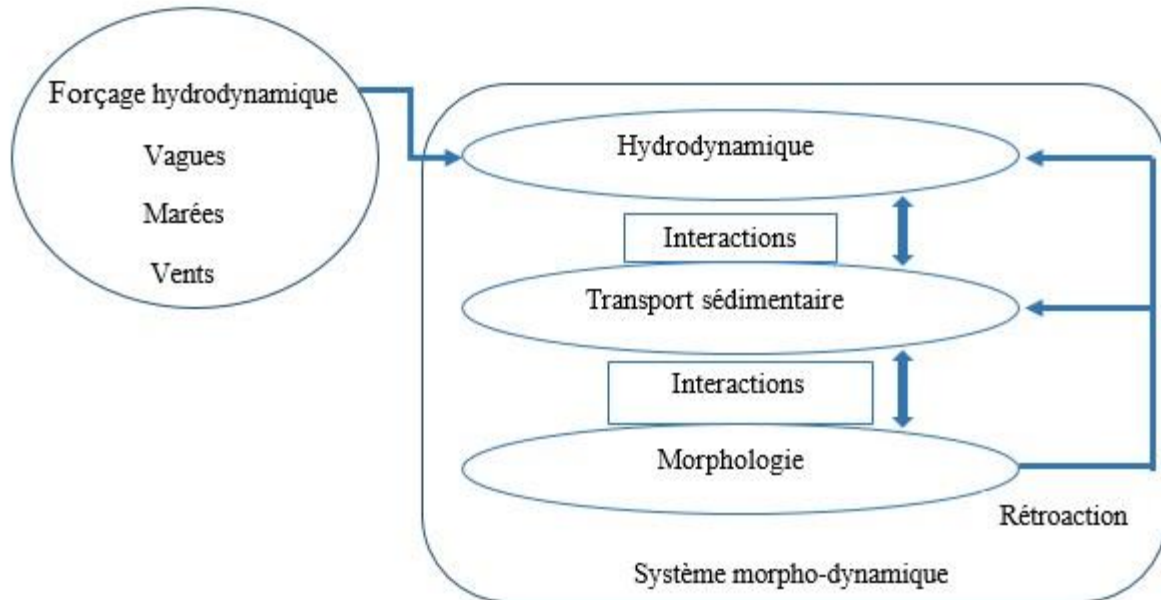 Forçage hydrodynamique
Vagues
Marées
Vents
Hydrodynamique
Interactions
Transport sédimentaire
Interactions
Morphologie
Rétroaction
Système morpho-dynamique